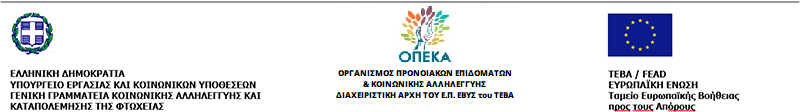 ΟΠΕΚΑ
ΕΛΛΗΝΙΚΗ ΔΗΜΟΚΡΑΤΙΑ
ΥΠΟΥΡΓΕΙΟ ΕΡΓΑΣΙΑΣ ΚΑΙ ΚΟΙΝΩΝΙΚΩΝ ΥΠΟΘΕΣΕΩΝ
ΓΕΝΙΚΗ ΓΡΑΜΜΑΤΕΙΑ ΚΟΙΝΩΝΙΚΗΣ ΑΛΛΗΛΕΓΓΥΗΣ ΚΑΙ
ΚΑΤΑΠΟΛΕΜΗΣΗΣ ΤΗΣ ΦΤΩΧΕΙΑΣ
ΟΡΓΑΝΙΣΜΟΣ ΠΡΟΝΟΙΑΚΩΝ ΕΠΙΔΟΜΑΤΩΝ
& ΚΟΙΝΩΝΙΚΗΣ ΑΛΛΗΛΕΓΓΥΗΣ
ΔΙΑΧΕΙΡΙΣΤΙΚΗ ΑΡΧΗ ΤΟΥ Ε.Π. ΕΒΥΣ του ΤΕΒΑ
ΤΕΒΑ / FEAD
ΕΥΡΩΠΑΪΚΗ ΕΝΩΣΗ
Ταμείο Ευρωπαϊκής Βοήθειας
προς τους Απόρους